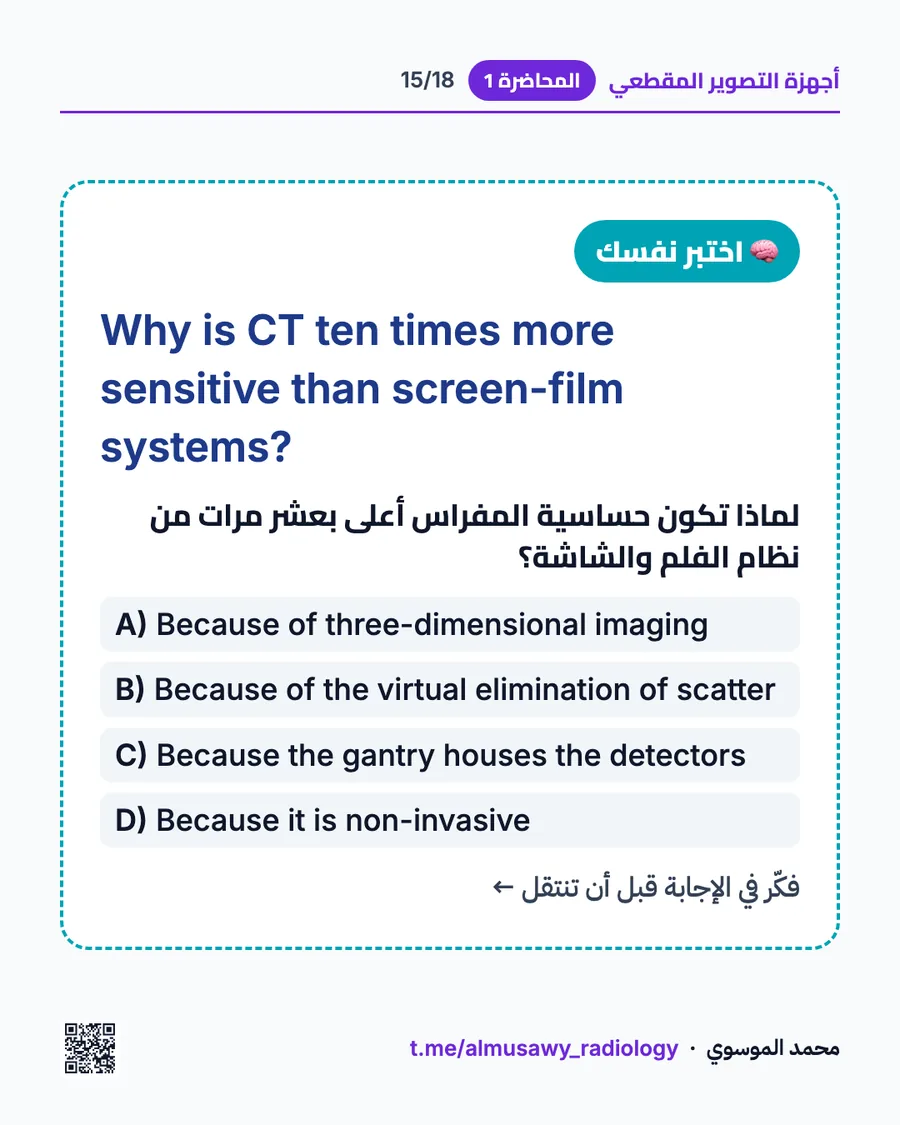 أجهزة التصوير المقطعي المحاضرة 1 15/18
🧠 اختبر نفسك
Why is CT ten times more
sensitive than screen-film
systems?
لماذا تكون حساسية المفراس أعلى بعشر مرات من
نظام الفلم والشاشة؟
A) Because of three-dimensional imaging
B) Because of the virtual elimination of scatter
C) Because the gantry houses the detectors
D) Because it is non-invasive
فكّر في الإجابة قبل أن تنتقل ←
محمد الموسوي · t.me/almusawy_radiology